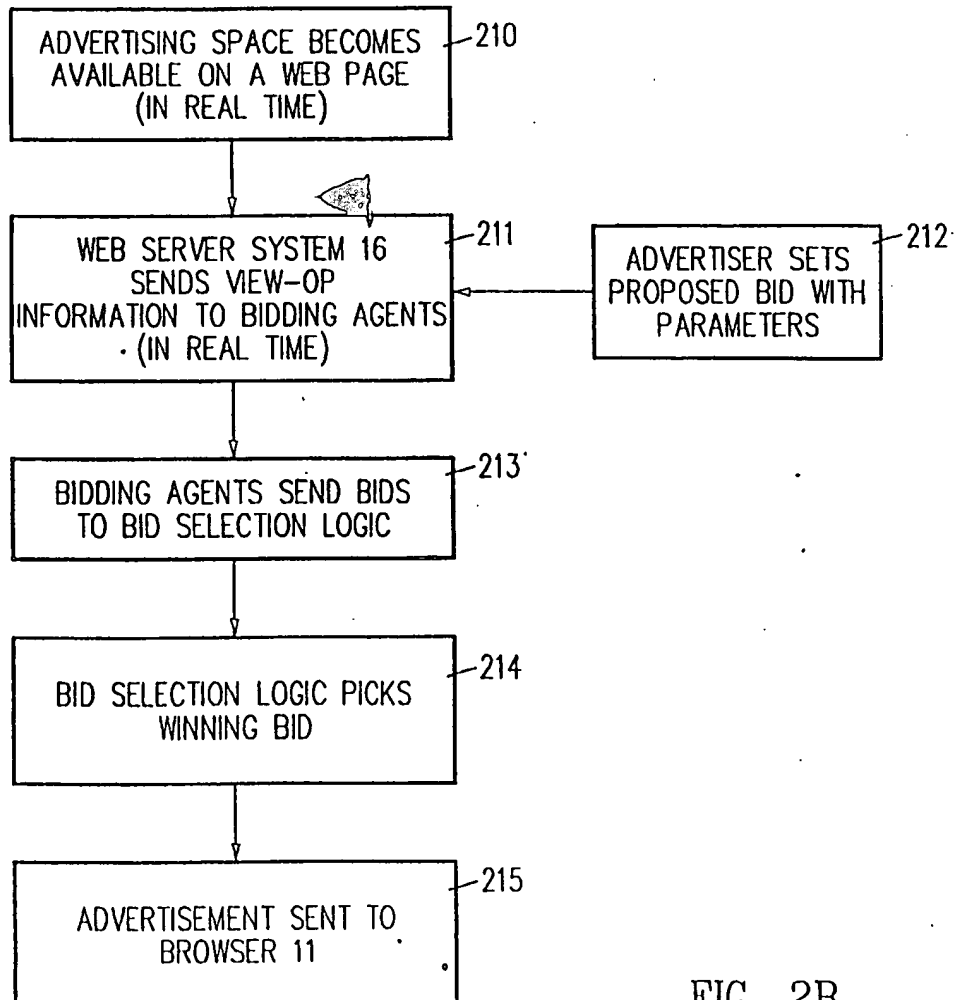 ADVERTISING SPACE BECOMES
AVAILABLE ON A WEB PAGE
(IN REAL TIME)
210
WEB SERVER SYSTEM 16
SENDS VIEW-OP
INFORMATION TO BIDDING AGENTS
(IN REAL TIME)
211
ADVERTISER SETS
PROPOSED BID WITH
PARAMETERS
212
BIDDING AGENTS SEND BIDS
TO BID SELECTION LOGIC
213
BID SELECTION LOGIC PICKS
WINNING BID
214
ADVERTISEMENT SENT TO
BROWSER 11
215
FIG. 2B